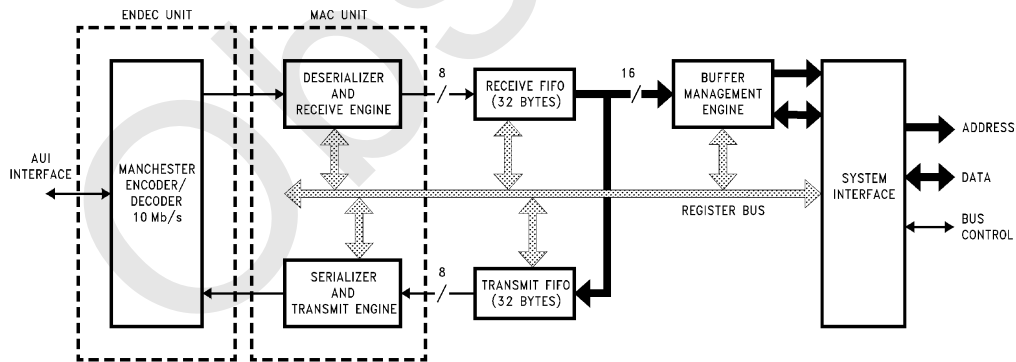 ENDEC UNIT
MAC UNIT
AUI
INTERFACE
MANCHESTER
ENCODER/
DECODER
10 Mb/s
DESERIALIZER
AND
RECEIVE ENGINE
8
RECEIVE FIFO
(32 BYTES)
16
BUFFER
MANAGEMENT
ENGINE
REGISTER BUS
SERIALIZER
AND
TRANSMIT ENGINE
8
TRANSMIT FIFO
(32 BYTES)
SYSTEM
INTERFACE
ADDRESS
DATA
BUS
CONTROL
Obs